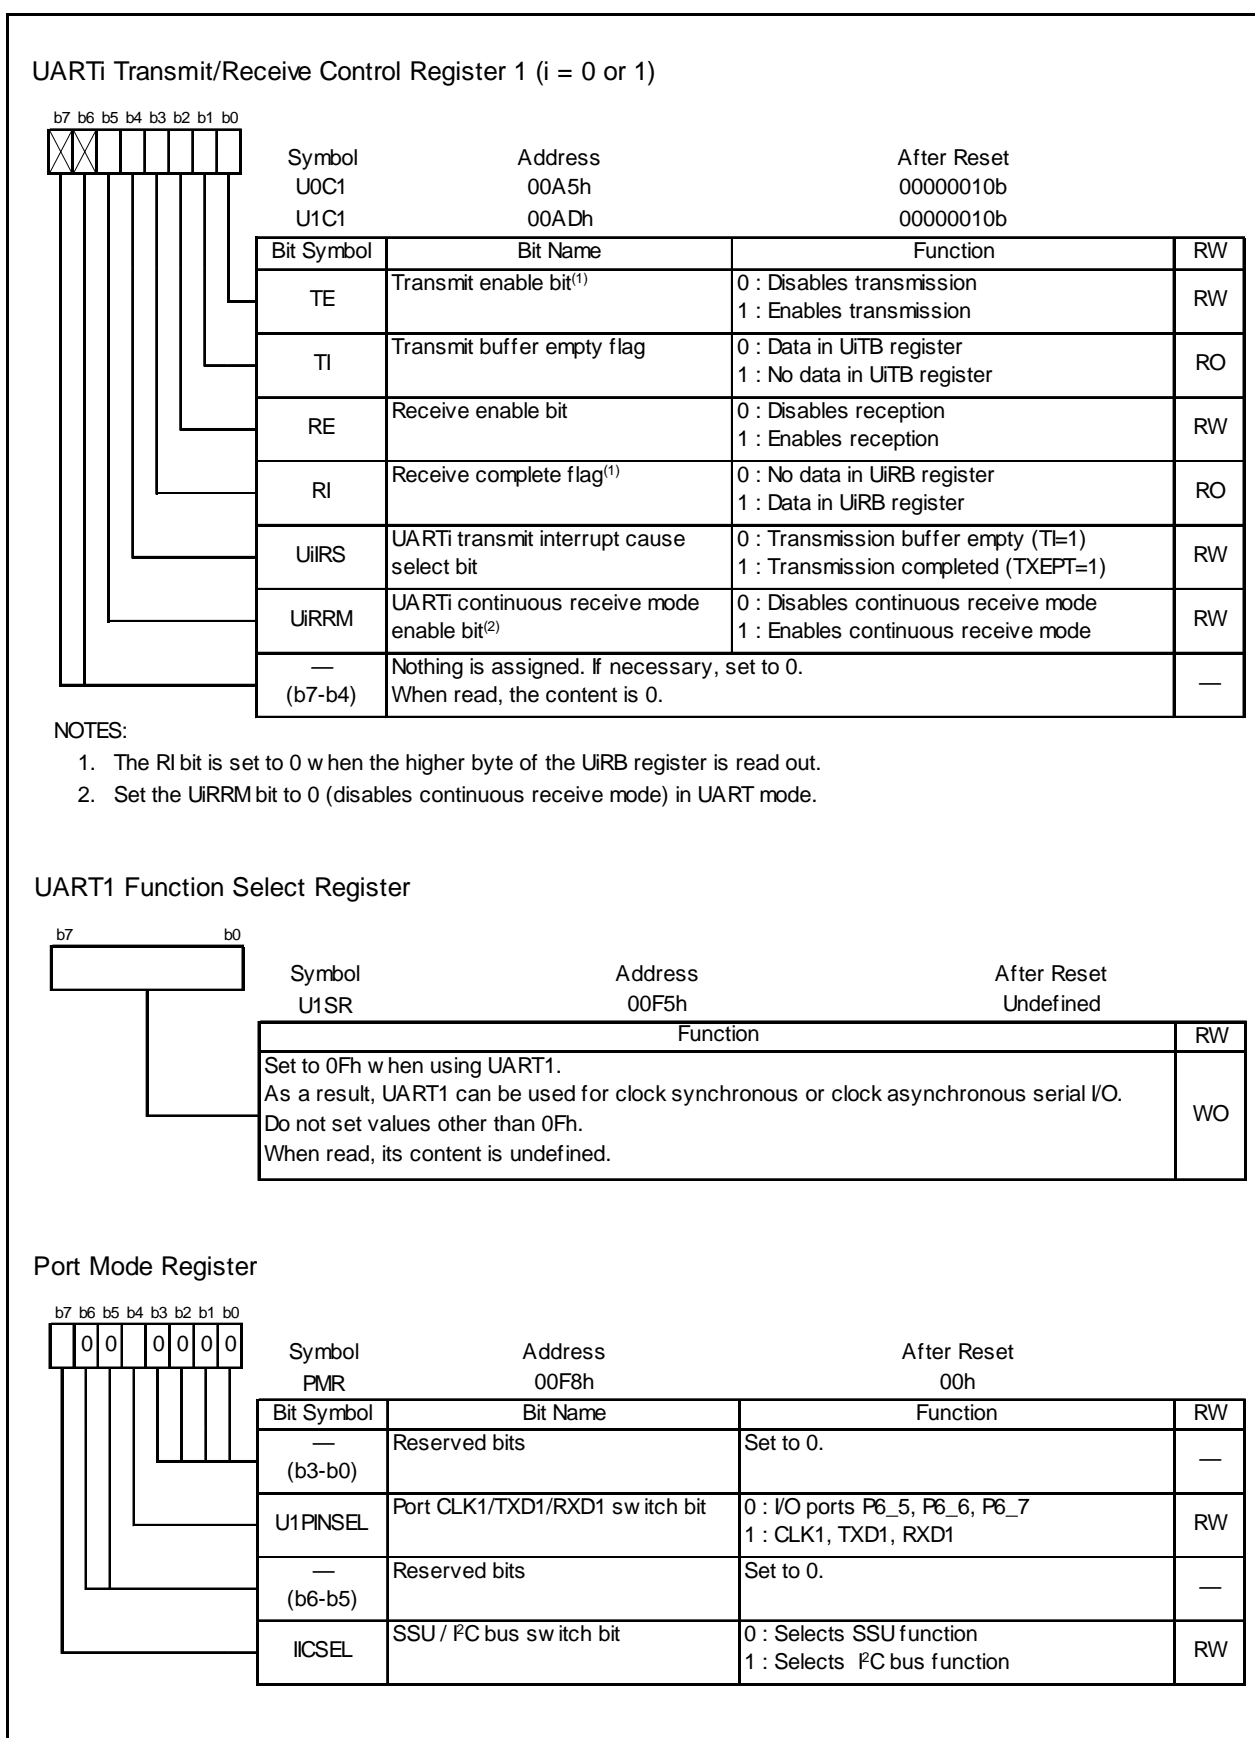 UARTi Transmit/Receive Control Register 1 (i = 0 or 1)
b7 b6 b5 b4 b3 b2 b1 b0
Symbol Address After Reset
U0C1 00A5h 00000010b
U1C1 00ADh 00000010b
Bit Symbol Bit Name Function RW
TE Transmit enable bit(1) 0 : Disables transmission RW
1 : Enables transmission
TI Transmit buffer empty flag 0 : Data in UiTB register RO
1 : No data in UiTB register
RE Receive enable bit 0 : Disables reception RW
1 : Enables reception
RI Receive complete flag(1) 0 : No data in UiRB register RO
1 : Data in UiRB register
UiIRS UARTi transmit interrupt cause 0 : Transmission buffer empty (TI=1) RW
select bit 1 : Transmission completed (TXEPT=1)
UiRRM UARTi continuous receive mode 0 : Disables continuous receive mode RW
enable bit(2) 1 : Enables continuous receive mode
— Nothing is assigned. If necessary, set to 0. —
(b7-b4) When read, the content is 0.
NOTES:
1. The RI bit is set to 0 when the higher byte of the UiRB register is read out.
2. Set the UiRRM bit to 0 (disables continuous receive mode) in UART mode.
UART1 Function Select Register
b7 b0
Symbol Address After Reset
U1SR 00F5h Undefined
Function RW
Set to 0Fh when using UART1.
As a result, UART1 can be used for clock synchronous or clock asynchronous serial I/O.
Do not set values other than 0Fh. WO
When read, its content is undefined.
Port Mode Register
b7 b6 b5 b4 b3 b2 b1 b0
0 0 0 0 0 0
Symbol Address After Reset
PMR 00F8h 00h
Bit Symbol Bit Name Function RW
— Reserved bits Set to 0. —
(b3-b0)
U1PINSEL Port CLK1/TXD1/RXD1 switch bit 0 : I/O ports P6_5, P6_6, P6_7 RW
1 : CLK1, TXD1, RXD1
— Reserved bits Set to 0. —
(b6-b5)
IICSEL SSU / I²C bus switch bit 0 : Selects SSU function RW
1 : Selects I²C bus function